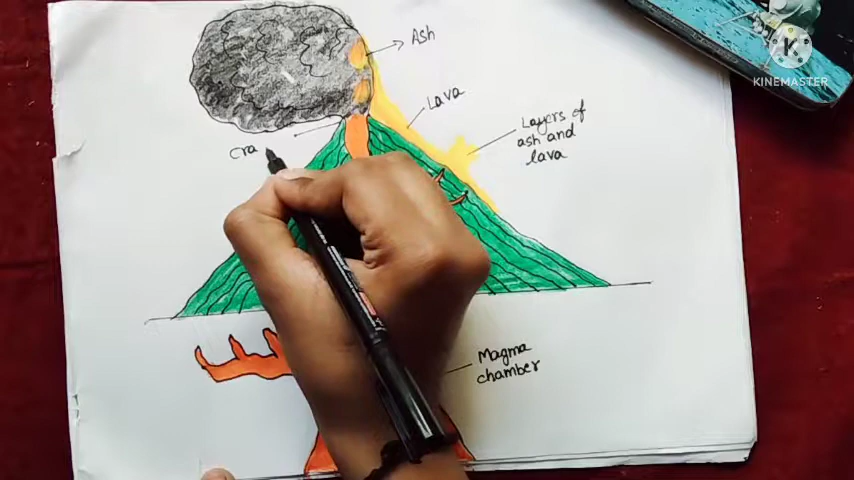 Ash
Lava
Layers of
ash and
lava
cra
Magma
chamber
KINEMASTER